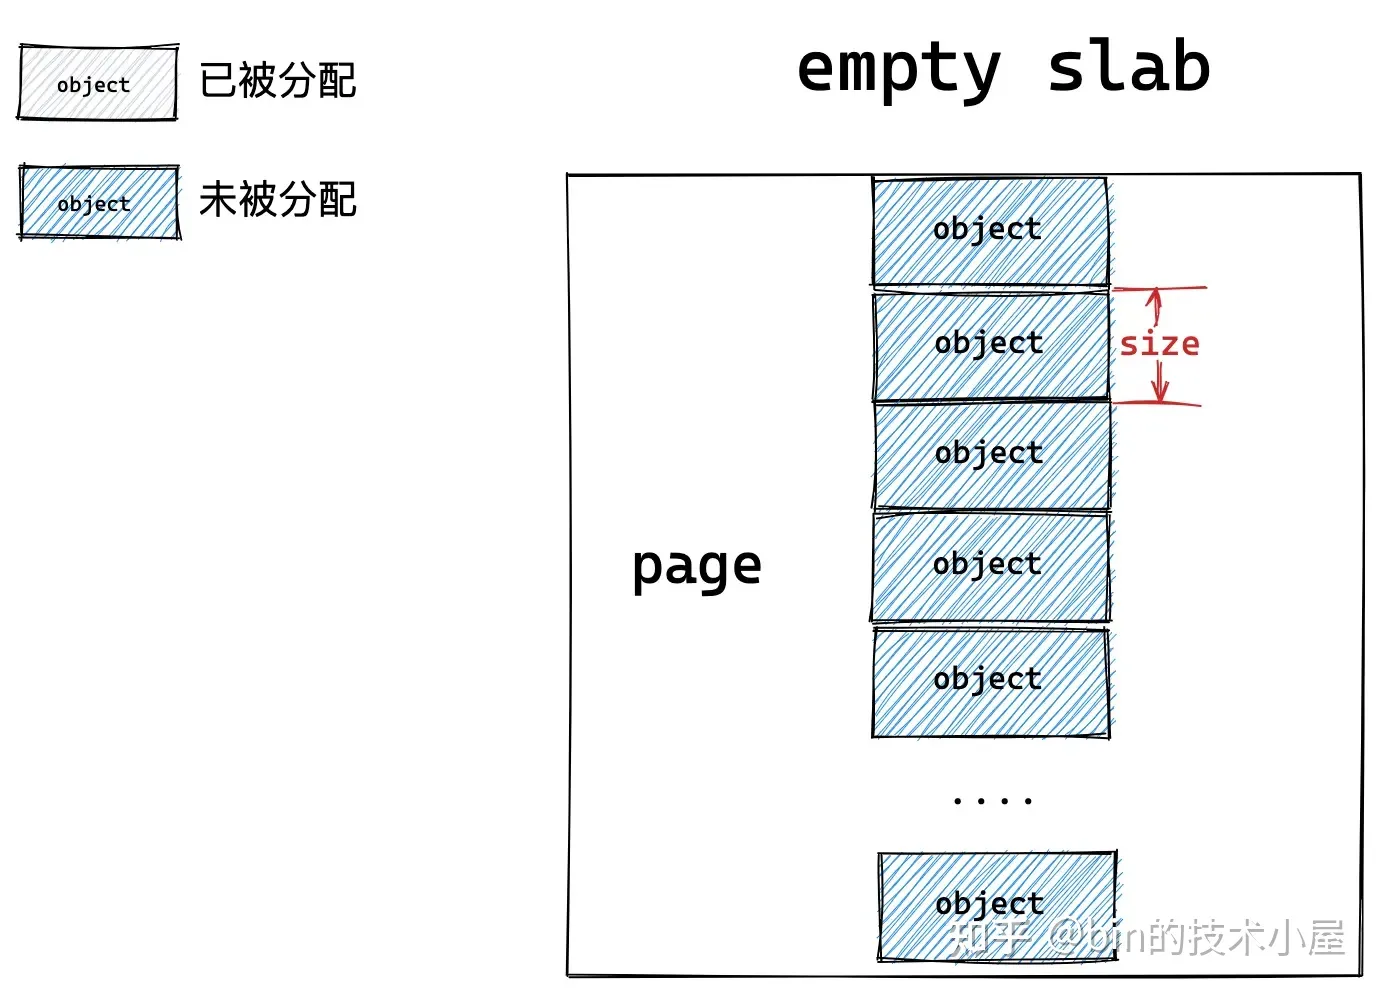 empty slab
object 已被分配
object 未被分配
object
object
size
object
page
object
object
....
object
知乎 @bin的技术小屋